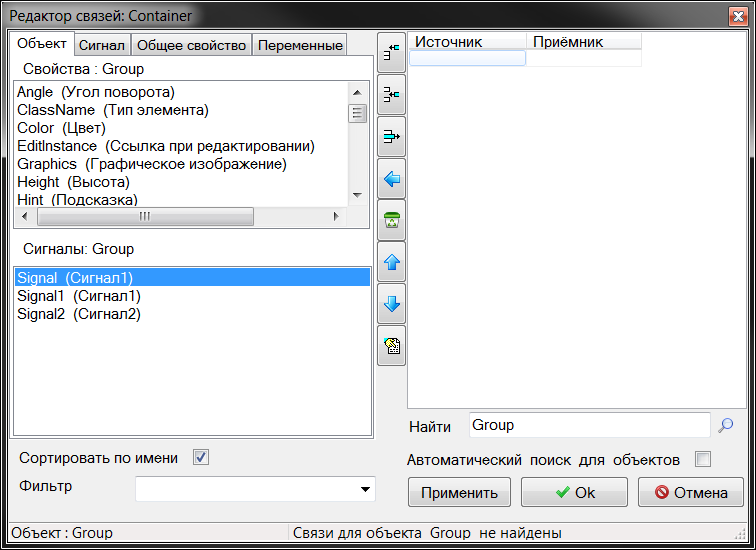 Редактор связей: Container
Объект Сигнал Общее свойство Переменные
Свойства : Group
Angle (Угол поворота)
ClassName (Тип элемента)
Color (Цвет)
EditInstance (Ссылка при редактировании)
Graphics (Графическое изображение)
Height (Высота)
Hint (Подсказка)
Сигналы: Group
Signal (Сигнал1)
Signal1 (Сигнал1)
Signal2 (Сигнал2)
Сортировать по имени
Фильтр
Источник Приёмник
Найти Group
Автоматический поиск для объектов
Применить Ok Отмена
Объект : Group Связи для объекта Group не найдены